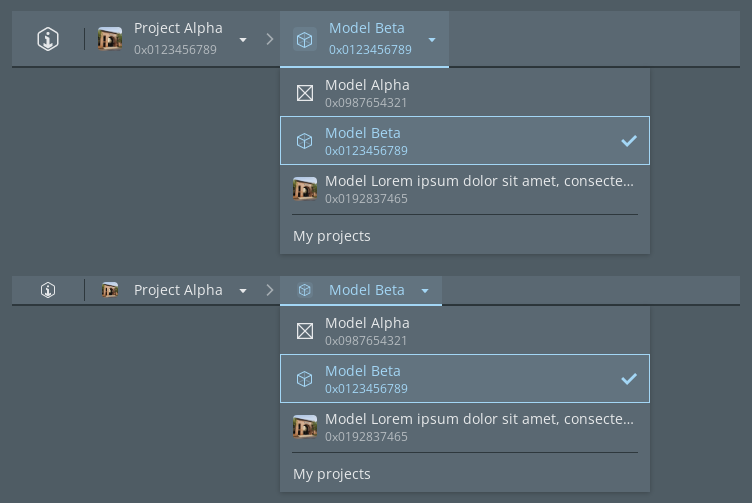 Project Alpha
0x0123456789
Model Beta
0x0123456789
Model Alpha
0x0987654321
Model Beta
0x0123456789
Model Lorem ipsum dolor sit amet, consecte...
0x0192837465
My projects
Project Alpha
Model Beta
Model Alpha
0x0987654321
Model Beta
0x0123456789
Model Lorem ipsum dolor sit amet, consecte...
0x0192837465
My projects